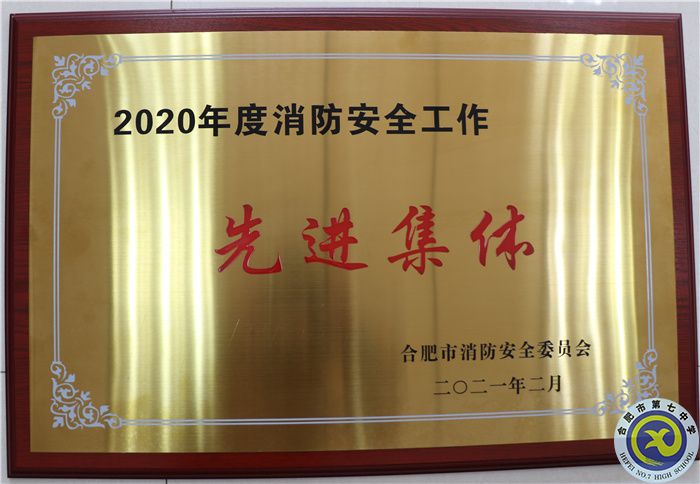 2020年度消防安全工作
先进集体
合肥市消防安全委员会
二〇二一年二月
合肥市第七中学
HEFEI NO.7 HIGH SCHOOL